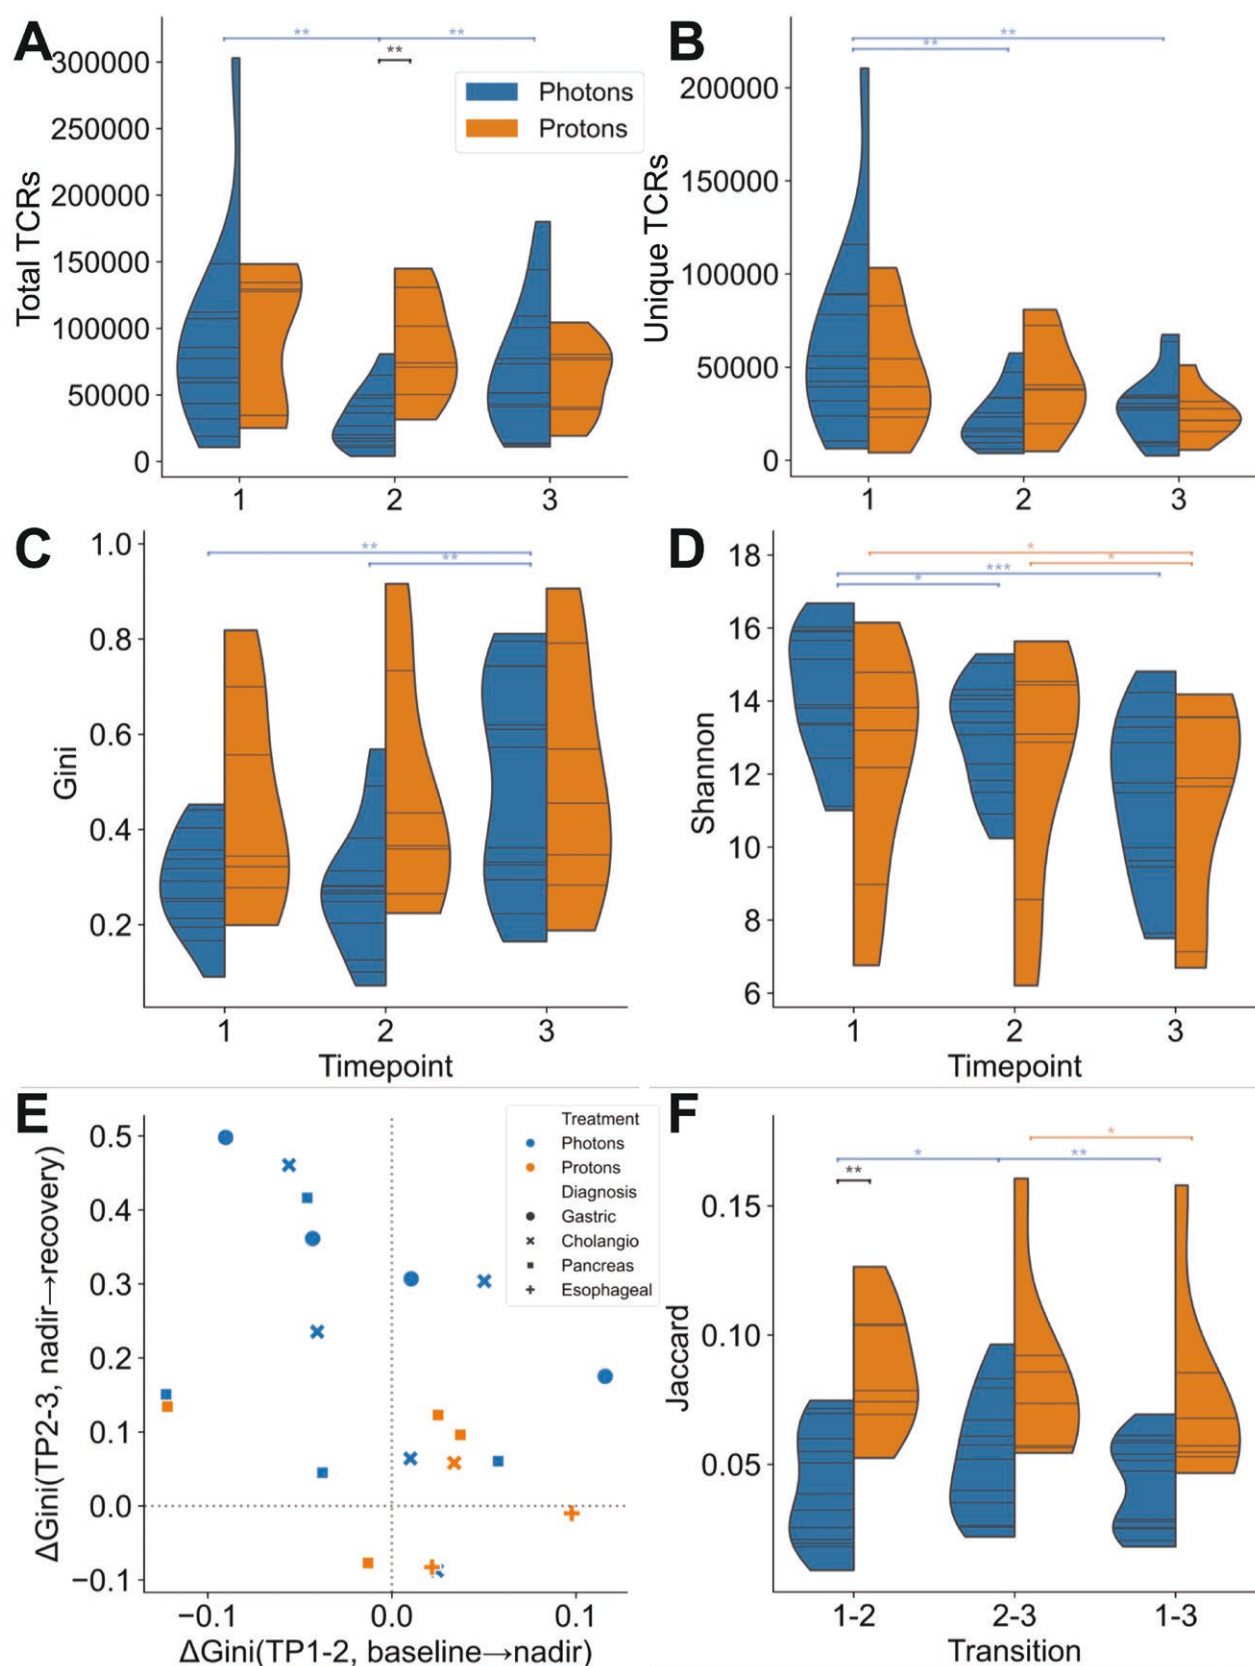 A
**
**
**
300000
250000
200000
150000
100000
50000
0
Total TCRs
Photons
Protons
1
2
3
B
**
**
200000
150000
100000
50000
0
Unique TCRs
1
2
3
C
**
**
1.0
0.8
0.6
0.4
0.2
Gini
1
2
3
Timepoint
D
*
*
***
*
18
16
14
12
10
8
6
Shannon
1
2
3
Timepoint
E
0.5
0.4
0.3
0.2
0.1
0.0
−0.1
ΔGini(TP2-3, nadir→recovery)
Treatment
Photons
Protons
Diagnosis
Gastric
Cholangio
Pancreas
Esophageal
−0.1
0.0
0.1
ΔGini(TP1-2, baseline→nadir)
F
*
*
**
**
0.15
0.10
0.05
Jaccard
1-2
2-3
1-3
Transition